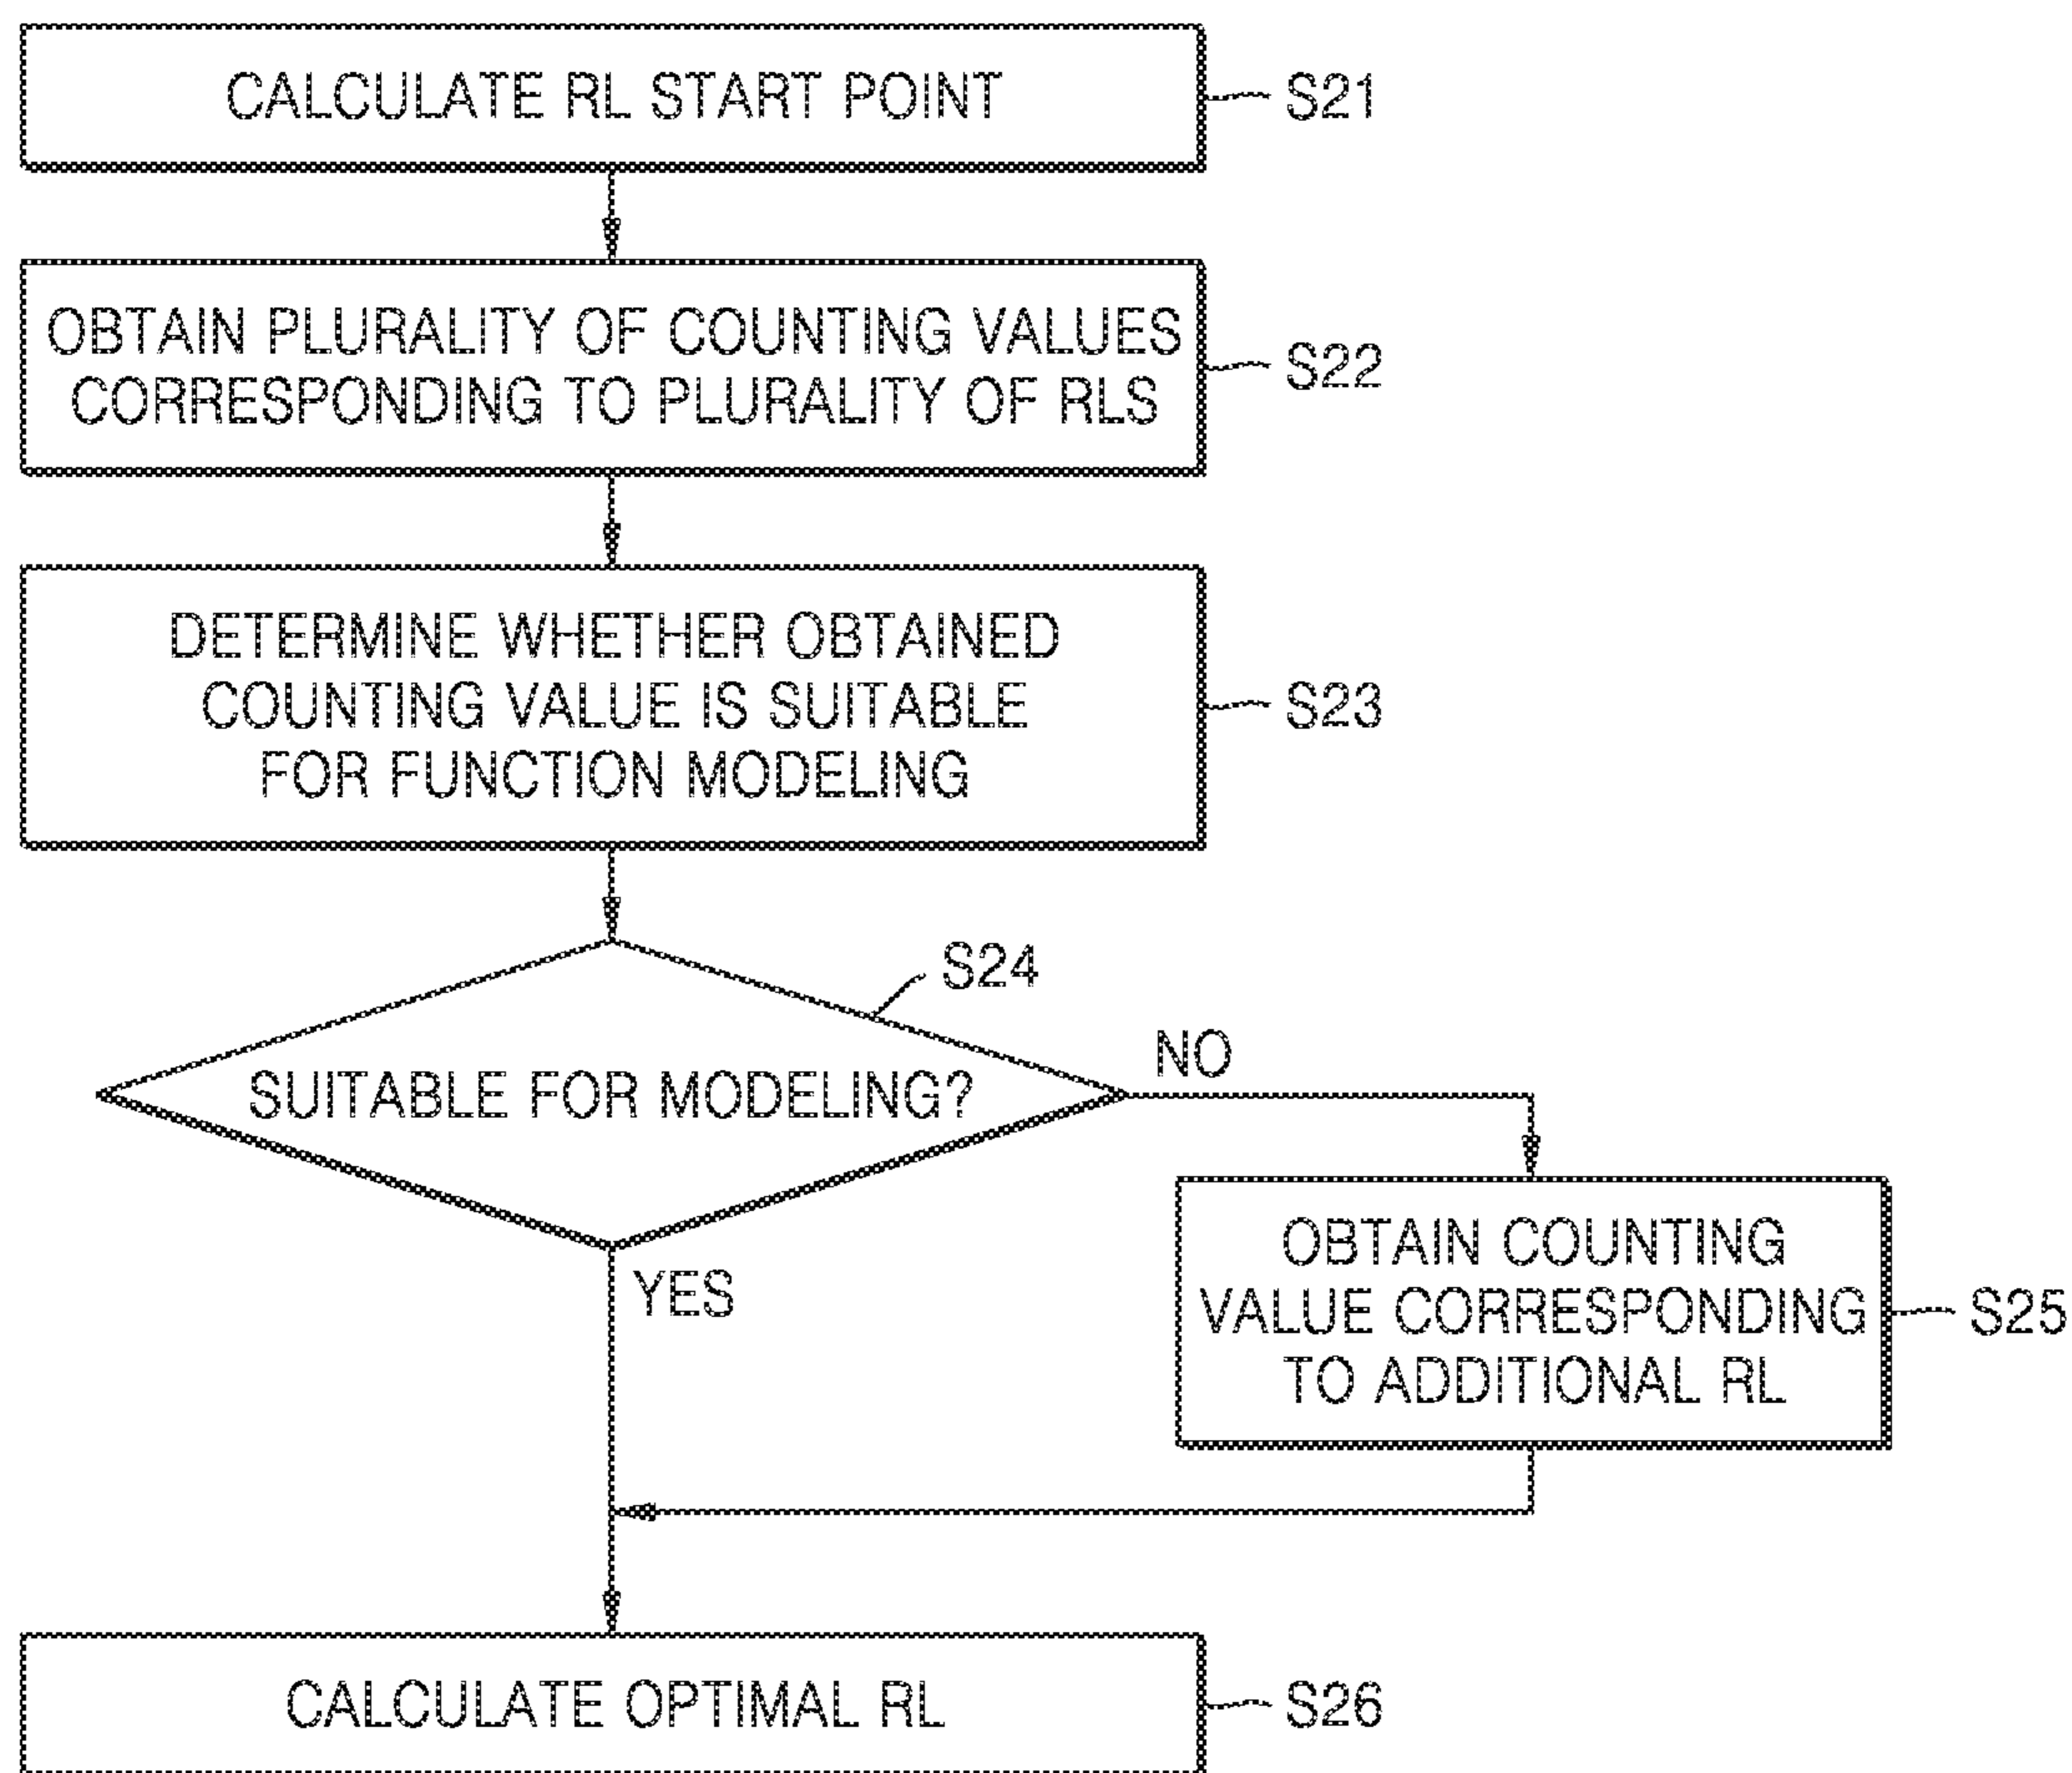 CALCULATE RL START POINT
S21
OBTAIN PLURALITY OF COUNTING VALUES
CORRESPONDING TO PLURALITY OF RLS
S22
DETERMINE WHETHER OBTAINED
COUNTING VALUE IS SUITABLE
FOR FUNCTION MODELING
S23
S24
SUITABLE FOR MODELING?
NO
YES
OBTAIN COUNTING
VALUE CORRESPONDING
TO ADDITIONAL RL
S25
CALCULATE OPTIMAL RL
S26